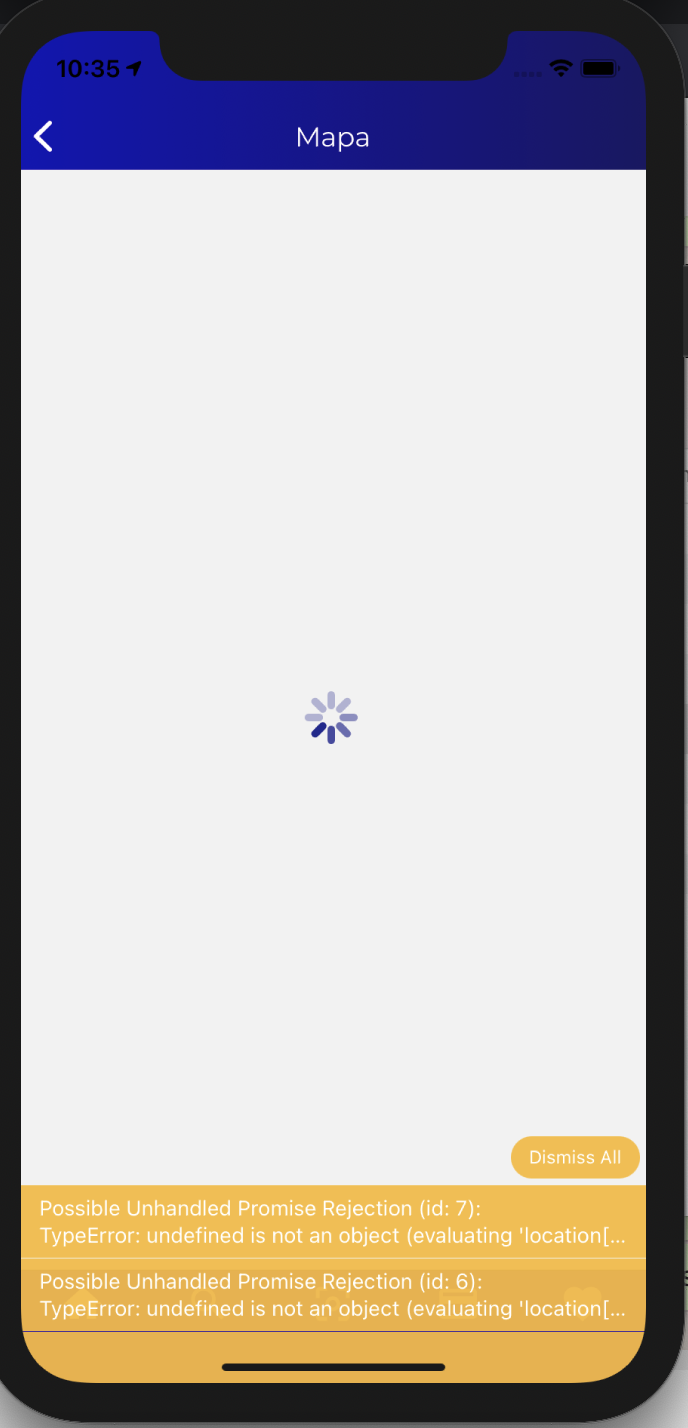 10:35
Mapa
Dismiss All
Possible Unhandled Promise Rejection (id: 7):
TypeError: undefined is not an object (evaluating 'location[...
Possible Unhandled Promise Rejection (id: 6):
TypeError: undefined is not an object (evaluating 'location[...